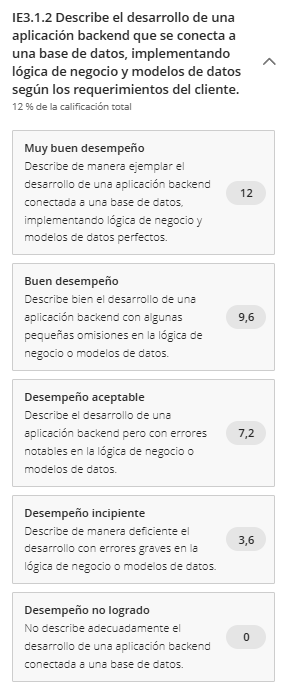 IE3.1.2 Describe el desarrollo de una
aplicación backend que se conecta a
una base de datos, implementando
lógica de negocio y modelos de datos
según los requerimientos del cliente.
12 % de la calificación total
Muy buen desempeño
Describe de manera ejemplar el
desarrollo de una aplicación backend
conectada a una base de datos,
implementando lógica de negocio y
modelos de datos perfectos.
12
Buen desempeño
Describe bien el desarrollo de una
aplicación backend con algunas
pequeñas omisiones en la lógica de
negocio o modelos de datos.
9,6
Desempeño aceptable
Describe el desarrollo de una
aplicación backend pero con errores
notables en la lógica de negocio o
modelos de datos.
7,2
Desempeño incipiente
Describe de manera deficiente el
desarrollo con errores graves en la
lógica de negocio o modelos de datos.
3,6
Desempeño no logrado
No describe adecuadamente el
desarrollo de una aplicación backend
conectada a una base de datos.
0